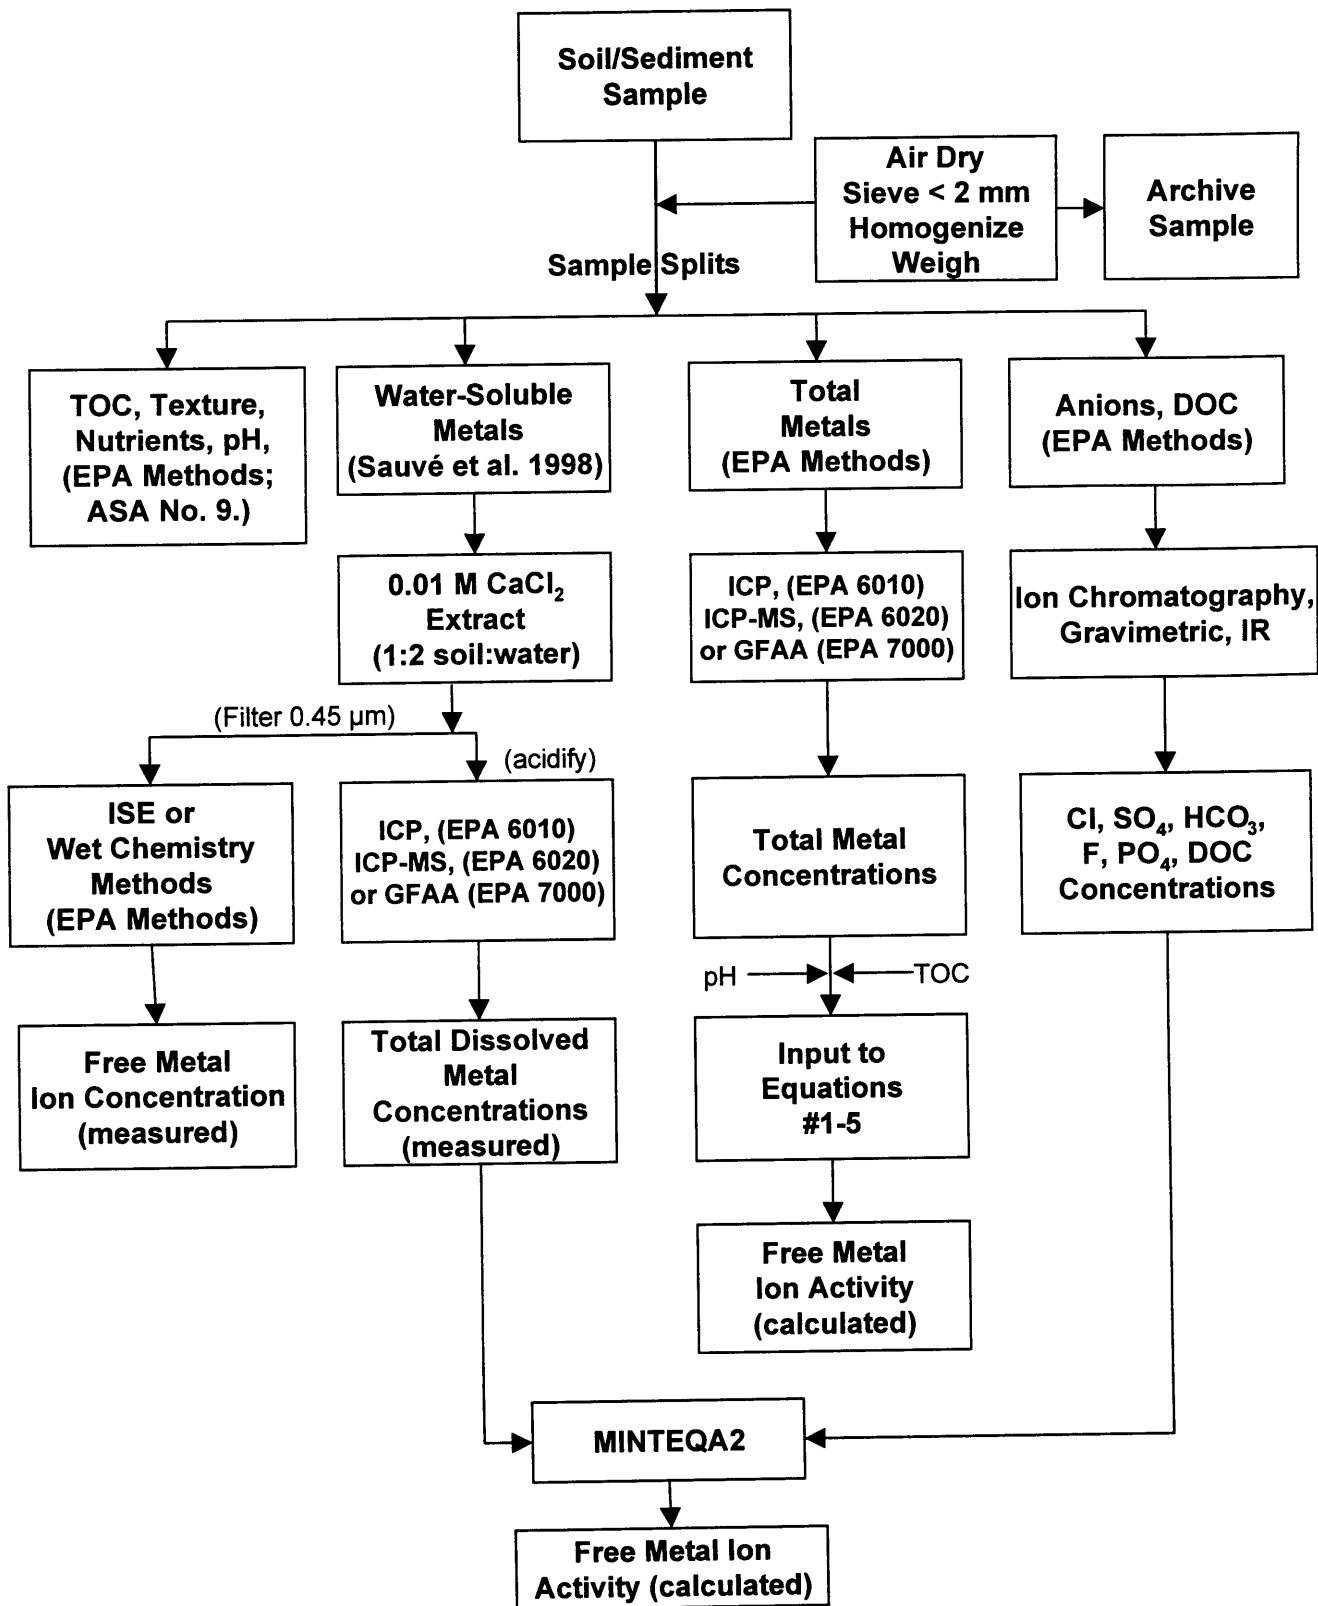 Soil/Sediment
Sample
Air Dry
Sieve < 2 mm
Homogenize
Weigh
Archive
Sample
Sample Splits
TOC, Texture,
Nutrients, pH,
(EPA Methods;
ASA No. 9.)
Water-Soluble
Metals
(Sauvé et al. 1998)
Total
Metals
(EPA Methods)
Anions, DOC
(EPA Methods)
0.01 M CaCl₂
Extract
(1:2 soil:water)
ICP, (EPA 6010)
ICP-MS, (EPA 6020)
or GFAA (EPA 7000)
Ion Chromatography,
Gravimetric, IR
(Filter 0.45 µm)
(acidify)
ISE or
Wet Chemistry
Methods
(EPA Methods)
ICP, (EPA 6010)
ICP-MS, (EPA 6020)
or GFAA (EPA 7000)
Total Metal
Concentrations
Cl, SO₄, HCO₃,
F, PO₄, DOC
Concentrations
pH
TOC
Free Metal
Ion Concentration
(measured)
Total Dissolved
Metal
Concentrations
(measured)
Input to
Equations
#1-5
Free Metal
Ion Activity
(calculated)
MINTEQA2
Free Metal Ion
Activity (calculated)